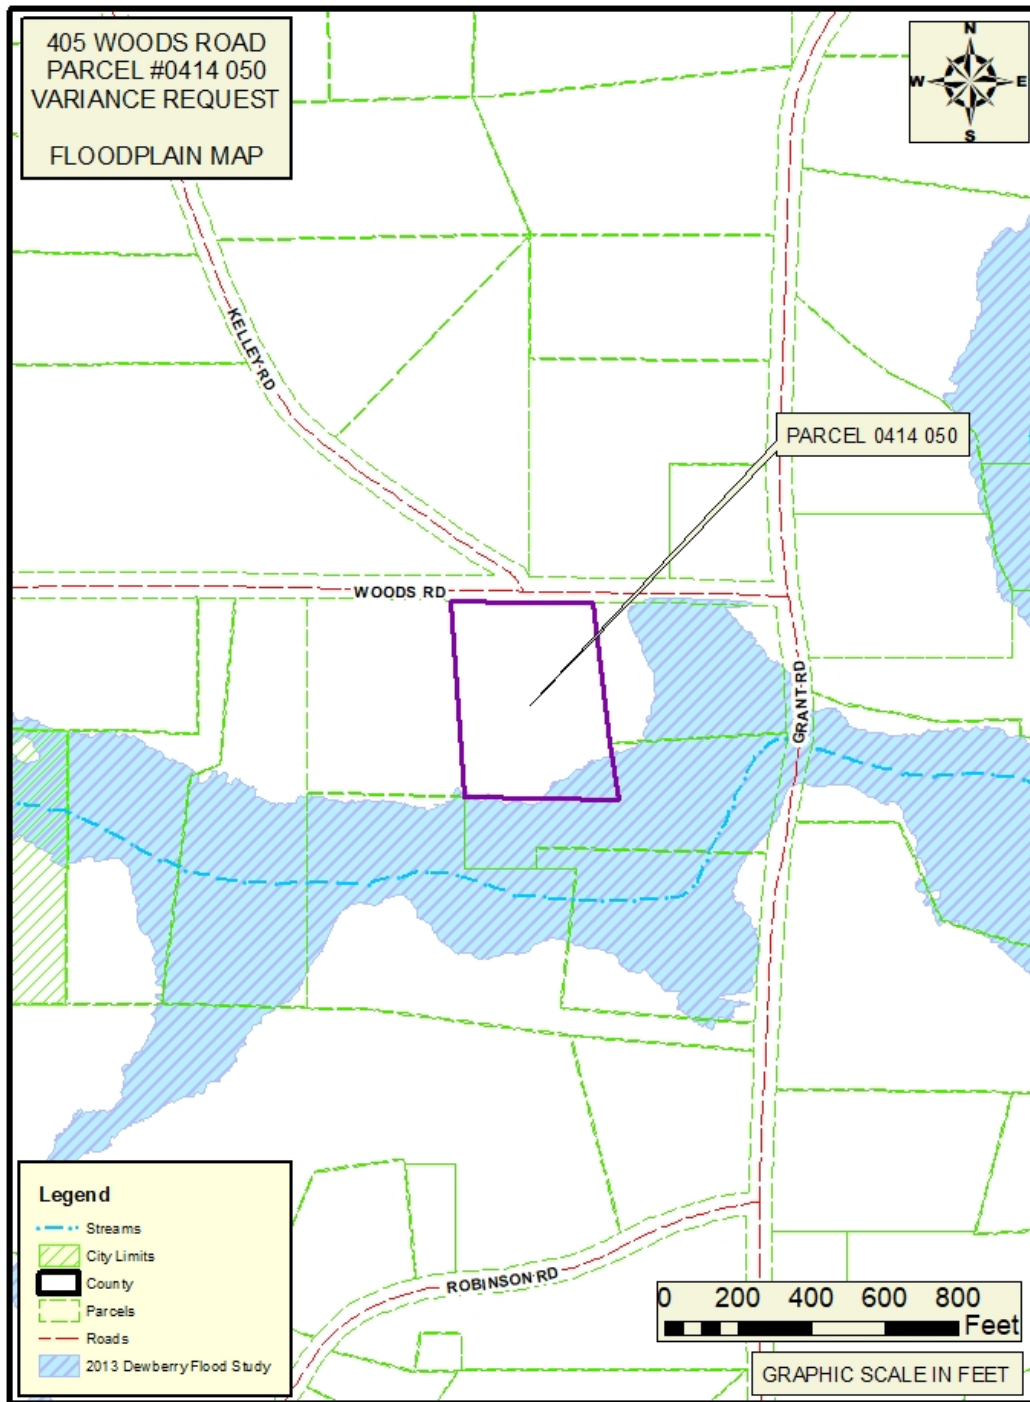 405 WOODS ROAD
PARCEL #0414 050
VARIANCE REQUEST
FLOODPLAIN MAP
N
W E
S
KELLEY RD
PARCEL 0414 050
WOODS RD
GRANT RD
ROBINSON RD
Legend
Streams
City Limits
County
Parcels
Roads
2013 Dewberry Flood Study
0 200 400 600 800
Feet
GRAPHIC SCALE IN FEET